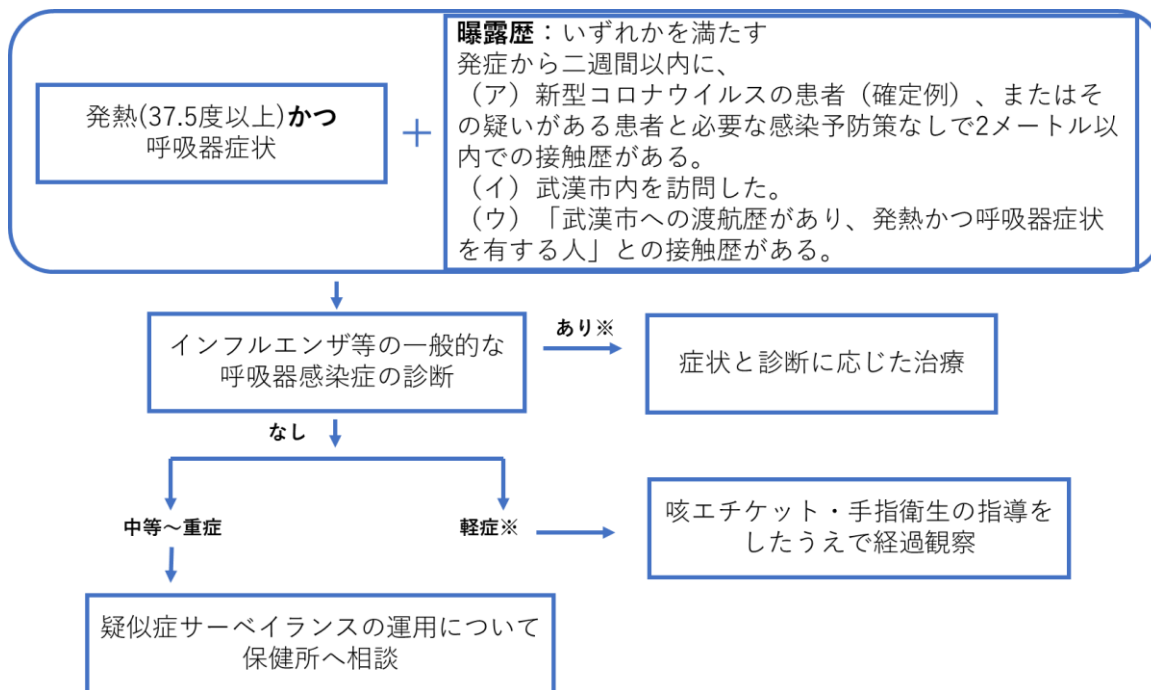 発熱(37.5度以上)かつ
呼吸器症状
+
曝露歴：いずれかを満たす
発症から二週間以内に、
（ア）新型コロナウイルスの患者（確定例）、またはそ
の疑いがある患者と必要な感染予防策なしで2メートル以
内での接触歴がある。
（イ）武漢市内を訪問した。
（ウ）「武漢市への渡航歴があり、発熱かつ呼吸器症状
を有する人」との接触歴がある。
インフルエンザ等の一般的な
呼吸器感染症の診断
あり※
症状と診断に応じた治療
なし
中等～重症
軽症※
咳エチケット・手指衛生の指導を
したうえで経過観察
疑似症サーベイランスの運用について
保健所へ相談